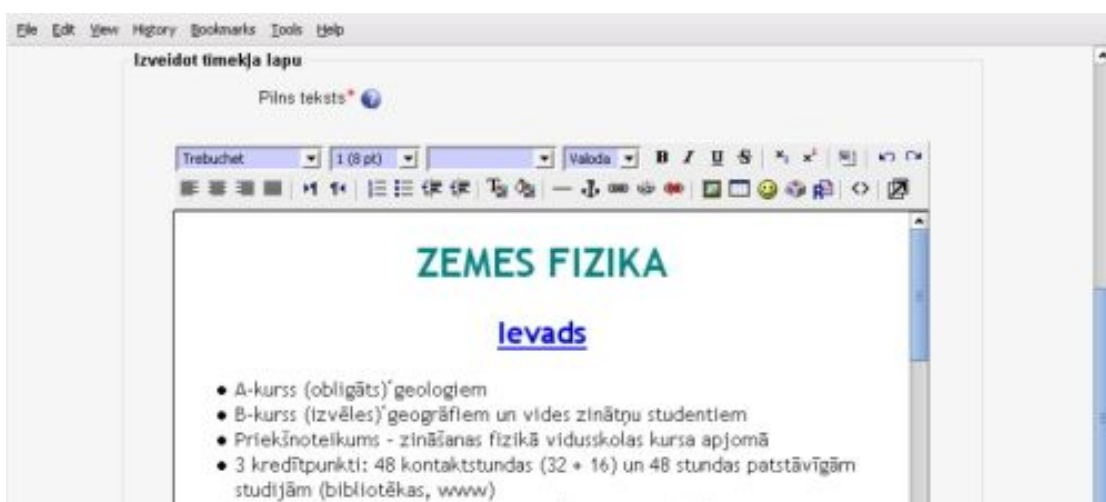 File Edit View History Bookmarks Tools Help
Izveidot tīmekļa lapu
Pilns teksts*
Trebuchet 1 (8 pt) Valoda B I U S
ZEMES FIZIKA
Ievads
• A-kurss (obligāts) geologiem
• B-kurss (izvēles) geogrāfiem un vides zinātņu studentiem
• Priekšnoteikums - zināšanas fizikā vidusskolas kursa apjomā
• 3 kredītpunkti: 48 kontaktstundas (32 + 16) un 48 stundas patstāvīgām
studijām (bibliotēkas, www)